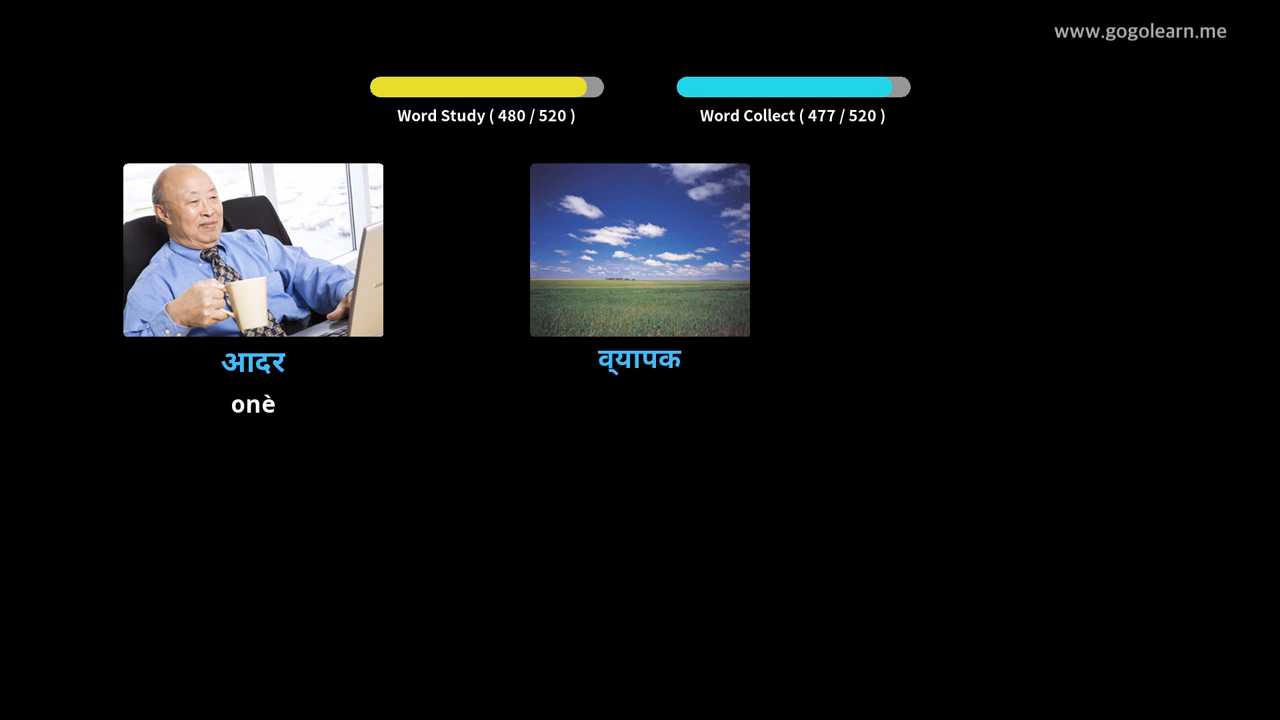 www.gogolearn.me
Word Study ( 480 / 520 )
Word Collect ( 477 / 520 )
आदर
onè
व्यापक